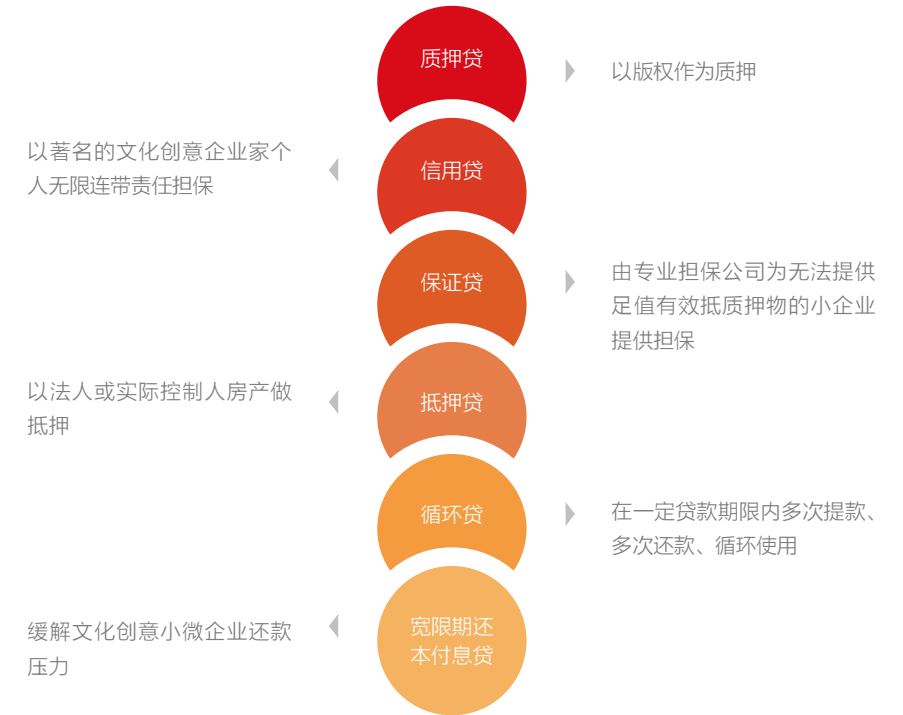 质押贷
以版权作为质押
信用贷
以著名的文化创意企业家个
人无限连带责任担保
保证贷
由专业担保公司为无法提供
足值有效抵质押物的小企业
提供担保
抵押贷
以法人或实际控制人房产做
抵押
循环贷
在一定贷款期限内多次提款、
多次还款、循环使用
宽限期还
本付息贷
缓解文化创意小微企业还款
压力